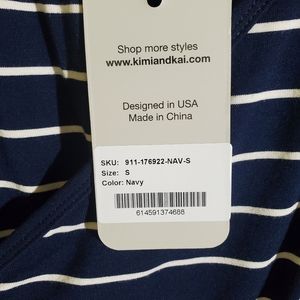 Shop more styles
www.kimiandkai.com
Designed in USA
Made in China
SKU: 911-176922-NAV-S
Size: S
Color: Navy
614591374688